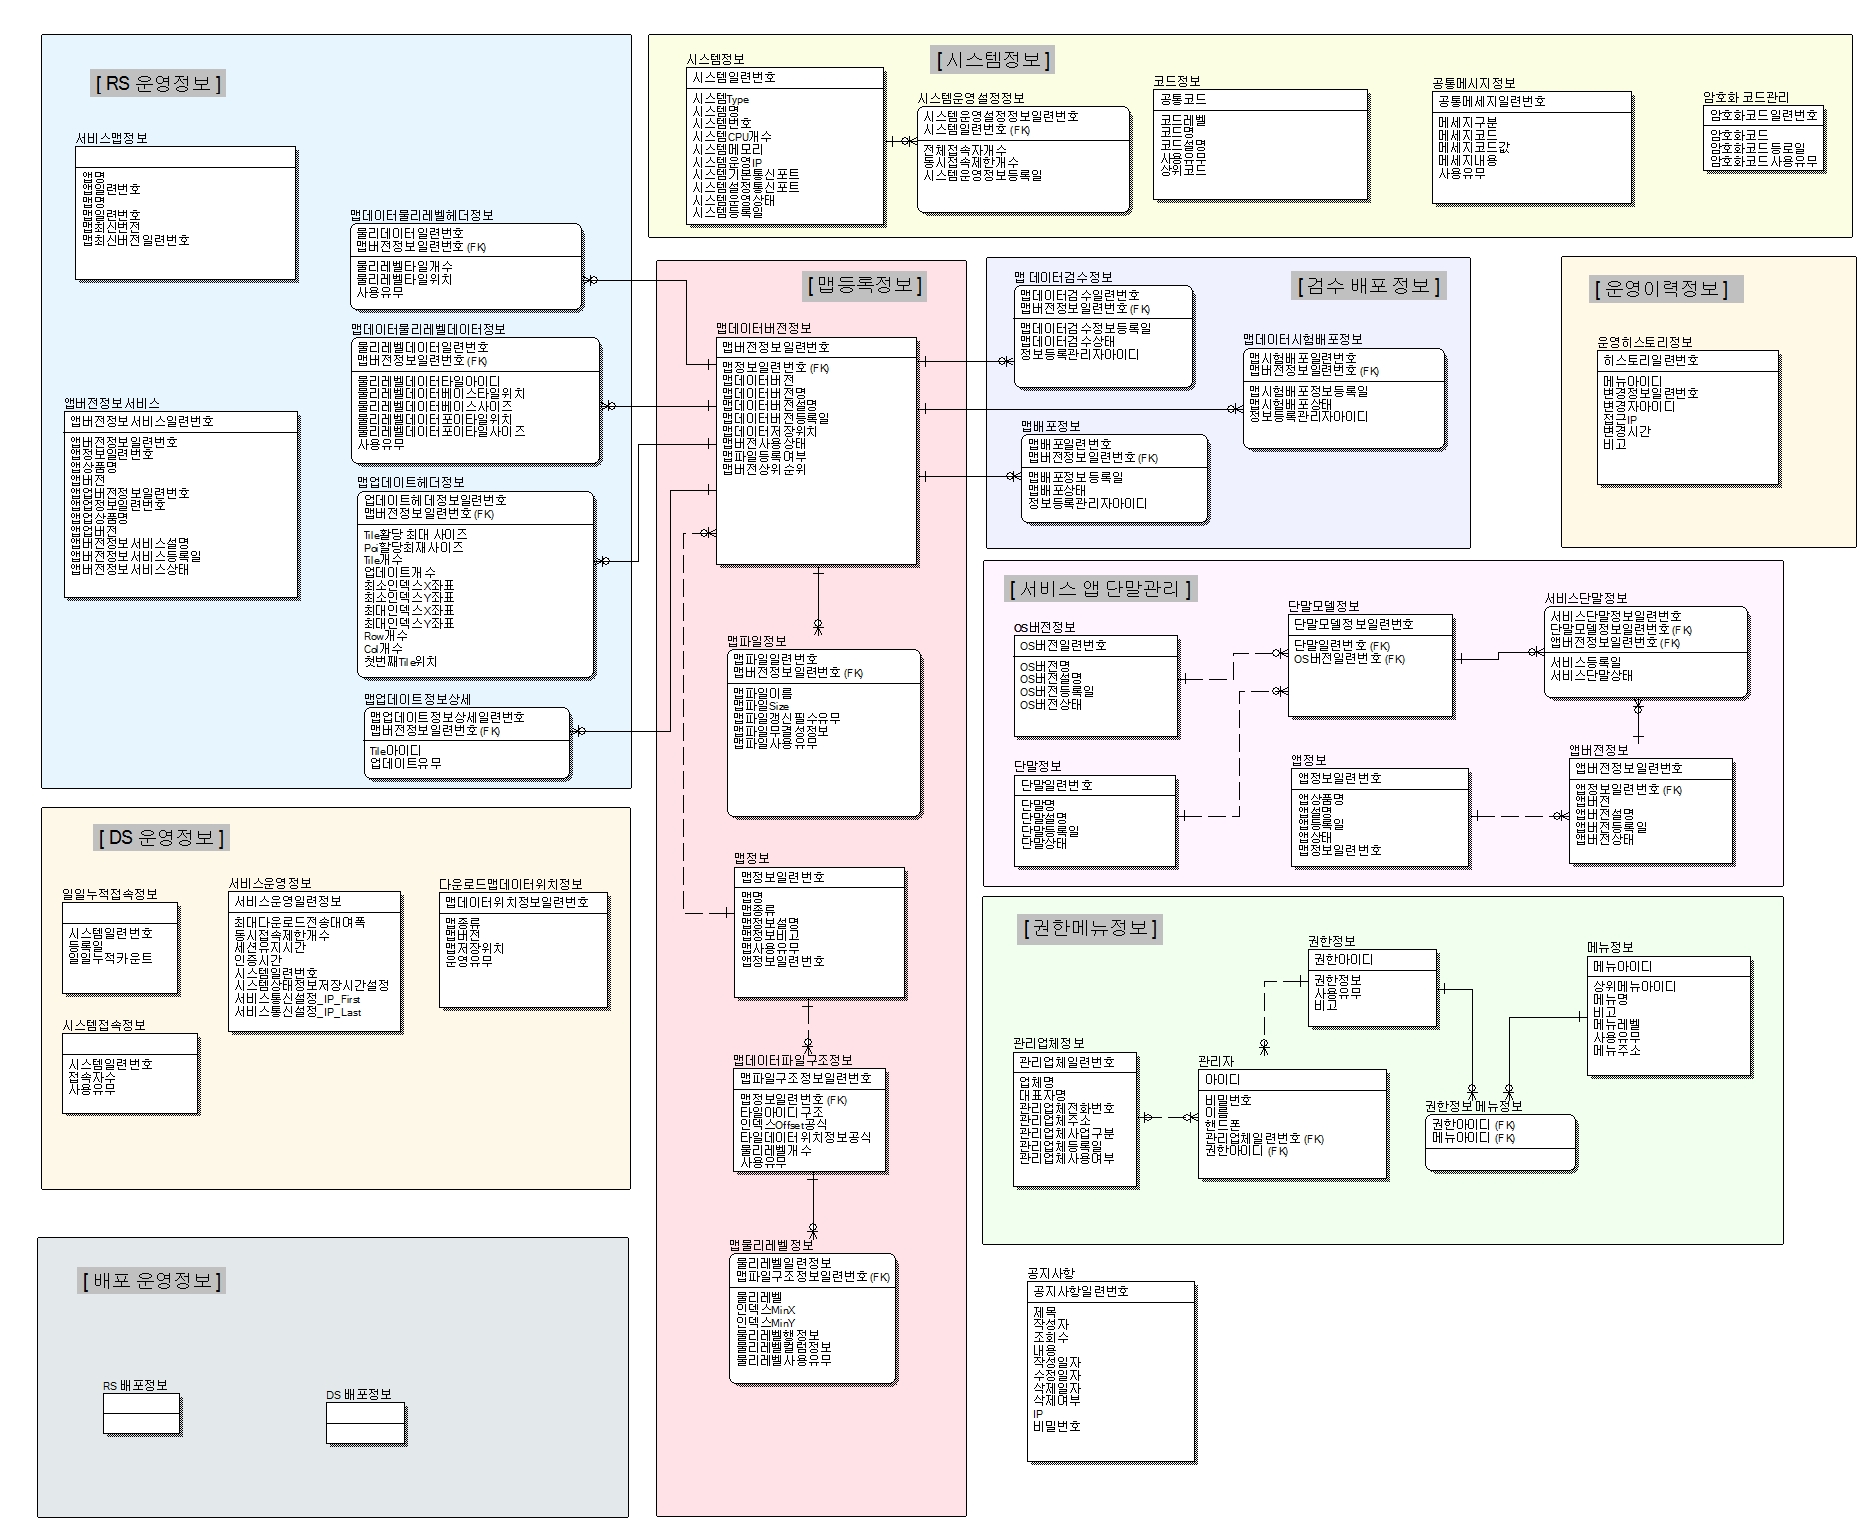 [ RS 운영정보 ]
서비스맵정보
앱명
앱일련번호
맵명
맵일련번호
맵최신버전
맵최신버전일련번호
맵데이터물리레벨헤더정보
물리데이터일련번호
맵버전정보일련번호 (FK)
물리레벨타일개수
물리레벨타일위치
사용유무
맵데이터물리레벨데이터정보
물리레벨데이터일련번호
맵버전정보일련번호 (FK)
물리레벨데이터타일아이디
물리레벨데이터베이스타일위치
물리레벨데이터베이스사이즈
물리레벨데이터포이타일위치
물리레벨데이터포이타일사이즈
사용유무
앱버전정보서비스
앱버전정보서비스일련번호
앱버전정보일련번호
앱정보일련번호
앱상품명
앱버전
앱업버전정보일련번호
앱업정보일련번호
앱업상품명
앱업버전
앱버전정보서비스설명
앱버전정보서비스등록일
앱버전정보서비스상태
맵업데이트헤더정보
업데이트헤데정보일련번호
맵버전정보일련번호 (FK)
Tile활당 최대 사이즈
Poi할당최재사이즈
Tile개수
업데이트개수
최소인덱스X좌표
최소인덱스Y좌표
최대인덱스X좌표
최대인덱스Y좌표
Row개수
Col개수
첫번째Tile위치
맵업데이트정보상세
맵업데이트정보상세일련번호
맵버전정보일련번호 (FK)
Tile아이디
업데이트유무
[ DS 운영정보 ]
일일누적접속정보
시스템일련번호
등록일
일일누적카운트
서비스운영정보
서비스운영일련정보
최대다운로드전송대여폭
동시접속제한개수
세션유지시간
인증시간
시스템일련번호
시스템상태정보저장시간설정
서비스통신설정_IP_First
서비스통신설정_IP_Last
다운로드맵데이터위치정보
맵데이터위치정보일련번호
맵종류
맵버전
맵저장위치
운영유무
시스템접속정보
시스템일련번호
접속자수
사용유무
[ 배포 운영정보 ]
RS 배포정보
DS 배포정보
[ 시스템정보 ]
시스템정보
시스템일련번호
시스템Type
시스템명
시스템번호
시스템CPU개수
시스템메모리
시스템운영IP
시스템기본통신포트
시스템설정통신포트
시스템운영상태
시스템등록일
시스템운영설정정보
시스템운영설정정보일련번호
시스템일련번호 (FK)
전체접속자개수
동시접속제한개수
시스템운영정보등록일
코드정보
공통코드
코드레벨
코드명
코드설명
사용유무
상위코드
공통메시지정보
공통메세지일련번호
메세지구분
메세지코드
메세지코드값
메세지내용
사용유무
암호화 코드관리
암호화코드일련번호
암호화코드
암호화코드등로일
암호화코드사용유무
[ 맵등록정보 ]
맵데이터버전정보
맵버전정보일련번호
맵정보일련번호 (FK)
맵데이터버전
맵데이터버전명
맵데이터버전설명
맵데이터버전등록일
맵데이터저장위치
맵버전사용상태
맵파일등록여부
맵버전상위순위
맵파일정보
맵파일일련번호
맵버전정보일련번호 (FK)
맵파일이름
맵파일Size
맵파일갱신필수유무
맵파일무결성정보
맵파일사용유무
맵정보
맵정보일련번호
맵명
맵종류
맵정보설명
맵정보비고
맵사용유무
앱정보일련번호
맵데이터파일구조정보
맵파일구조정보일련번호
맵정보일련번호 (FK)
타일아이디구조
인덱스Offset공식
타일데이터위치정보공식
물리레벨개수
사용유무
맵물리레벨정보
물리레벨일련정보
맵파일구조정보일련번호 (FK)
물리레벨
인덱스MinX
인덱스MinY
물리레벨행정보
물리레벨컬럼정보
물리레벨사용유무
[ 검수 배포 정보 ]
맵 데이터검수정보
맵데이터검수일련번호
맵버전정보일련번호 (FK)
맵데이터검수정보등록일
맵데이터검수상태
정보등록관리자아이디
맵데이터시험배포정보
맵시험배포일련번호
맵버전정보일련번호 (FK)
맵시험배포정보등록일
맵시험배포상태
정보등록관리자아이디
맵배포정보
맵배포일련번호
맵버전정보일련번호 (FK)
맵배포정보등록일
맵배포상태
정보등록관리자아이디
[ 운영이력정보 ]
운영히스토리정보
히스토리일련번호
메뉴아이디
변경정보일련번호
변경자아이디
접근IP
변경시간
비고
[ 서비스 앱 단말관리 ]
OS버전정보
OS버전일련번호
OS버전명
OS버전설명
OS버전등록일
OS버전상태
단말모델정보
단말모델정보일련번호
단말일련번호 (FK)
OS버전일련번호 (FK)
서비스단말정보
서비스단말정보일련번호
단말모델정보일련번호 (FK)
앱버전정보일련번호 (FK)
서비스등록일
서비스단말상태
단말정보
단말일련번호
단말명
단말설명
단말등록일
단말상태
앱정보
앱정보일련번호
앱상품명
앱설명
앱등록일
앱상태
맵정보일련번호
앱버전정보
앱버전정보일련번호
앱정보일련번호 (FK)
앱버전
앱버전설명
앱버전등록일
앱버전상태
[ 권한메뉴정보 ]
권한정보
권한아이디
권한정보
사용유무
비고
메뉴정보
메뉴아이디
상위메뉴아이디
메뉴명
비고
메뉴레벨
사용유무
메뉴주소
관리업체정보
관리업체일련번호
업체명
대표자명
관리업체전화번호
관리업체주소
관리업체사업구분
관리업체등록일
관리업체사용여부
관리자
아이디
비밀번호
이름
핸드폰
관리업체일련번호 (FK)
권한아이디 (FK)
권한정보메뉴정보
권한아이디 (FK)
메뉴아이디 (FK)
공지사항
공지사항일련번호
제목
작성자
조회수
내용
작성일자
수정일자
삭제일자
삭제여부
IP
비밀번호